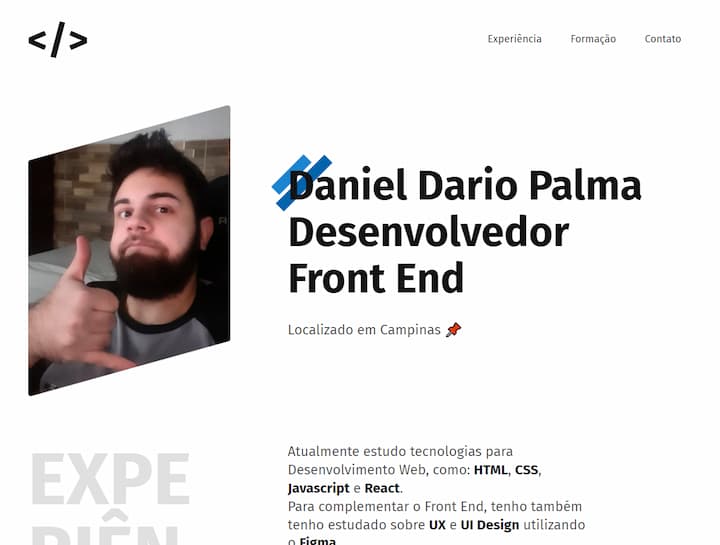 </>
Experiência Formação Contato
Daniel Dario Palma
Desenvolvedor
Front End
Localizado em Campinas 📌
EXPE
RIÊN
Atualmente estudo tecnologias para
Desenvolvimento Web, como: HTML, CSS,
Javascript e React.
Para complementar o Front End, tenho também
tenho estudado sobre UX e UI Design utilizando
o Figma